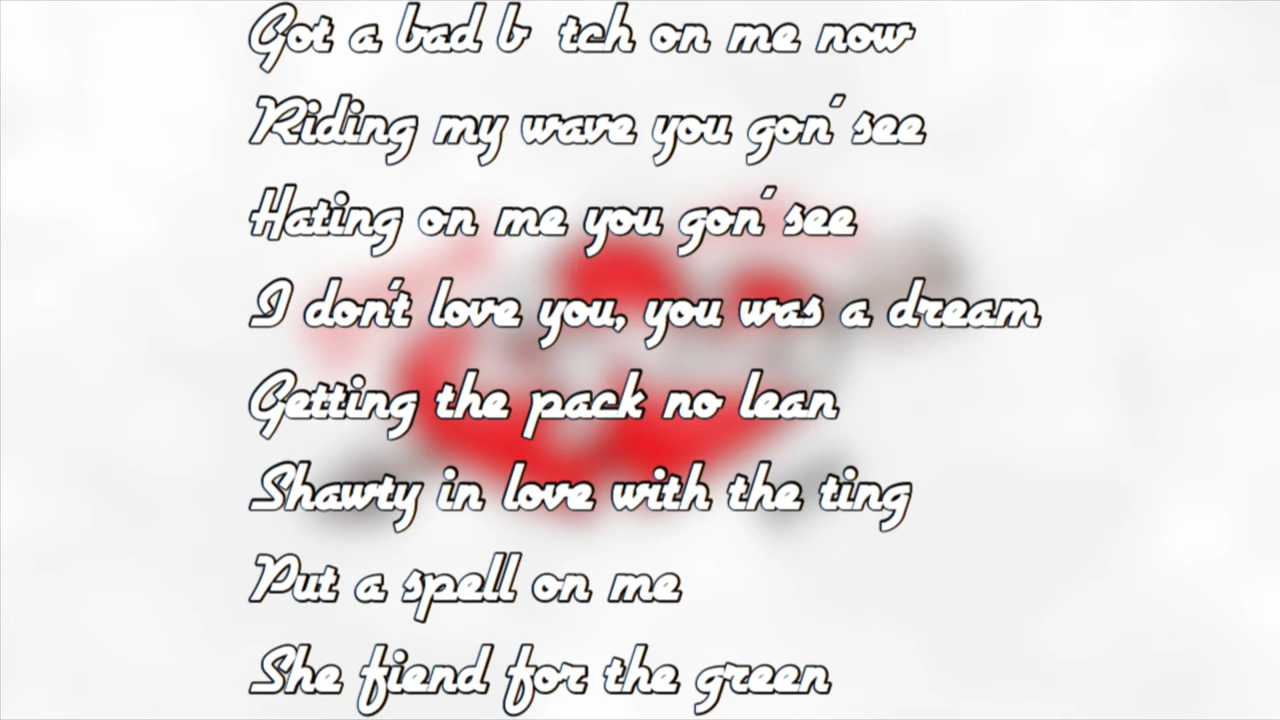 Got a bad b tch on me now
Riding my wave you gon' see
Hating on me you gon' see
I don't love you, you was a dream
Getting the pack no lean
Shawty in love with the ting
Put a spell on me
She fiend for the green